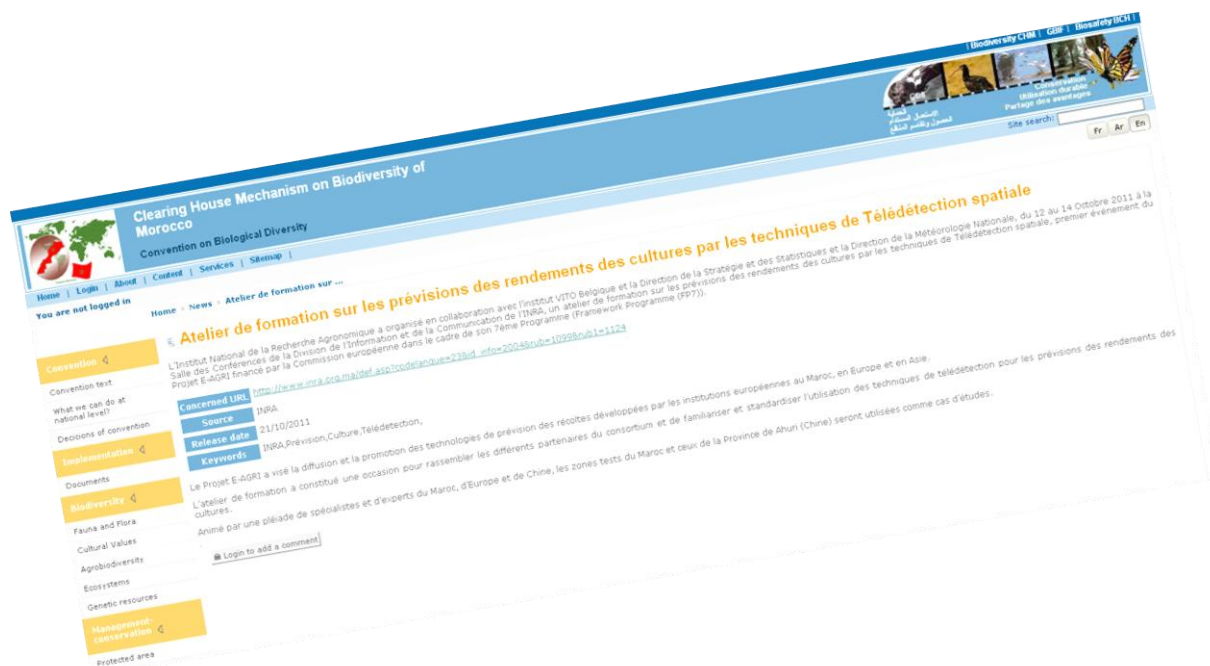 | Biodiversity CHM | GBIF | Biosafety BCH |
Conservation
Utilisation durable
Partage des avantages
الاستعمال المستدام
Clearing House Mechanism on Biodiversity of
Morocco
Convention on Biological Diversity
Site search:
Fr Ar En
Home | Login | About | Content | Services | Sitemap |
You are not logged in
Home › News › Atelier de formation sur ...
Atelier de formation sur les prévisions des rendements des cultures par les techniques de Télédétection spatiale
L'Institut National de la Recherche Agronomique a organisé en collaboration avec l'institut VITO Belgique et la Direction de la Stratégie et des Statistiques et la Direction de la Météorologie Nationale, du 12 au 14 Octobre 2011 à la
Salle des Conférences de la Division de l'Information et de la Communication de l'INRA, un atelier de formation sur les prévisions des rendements des cultures par les techniques de Télédétection spatiale, premier événement du
Projet E-AGRI financé par la Commission européenne dans le cadre de son 7ème Programme (Framework Programme (FP7)).
Concerned URL http://www.inra.org.ma/def.asp?codelangue=23&id_info=2004&rub=1099&rub1=1124
Source INRA
Release date 21/10/2011
Keywords INRA,Prévision,Culture,Télédetection,
Le Projet E-AGRI a visé la diffusion et la promotion des technologies de prévision des récoltes développées par les institutions européennes au Maroc, en Europe et en Asie.
L'atelier de formation a constitué une occasion pour rassembler les différents partenaires du consortium et de familiariser et standardiser l'utilisation des techniques de télédétection pour les prévisions des rendements des
cultures.
Animé par une pléiade de spécialistes et d'experts du Maroc, d'Europe et de Chine, les zones tests du Maroc et ceux de la Province de Ahuri (Chine) seront utilisées comme cas d'études.
Login to add a comment
Convention
Convention text
What we can do at
national level?
Decisions of convention
Implementation
Documents
Biodiversity
Fauna and Flora
Cultural Values
Agrobiodiversity
Ecosystems
Genetic resources
Management-
conservation
Protected area